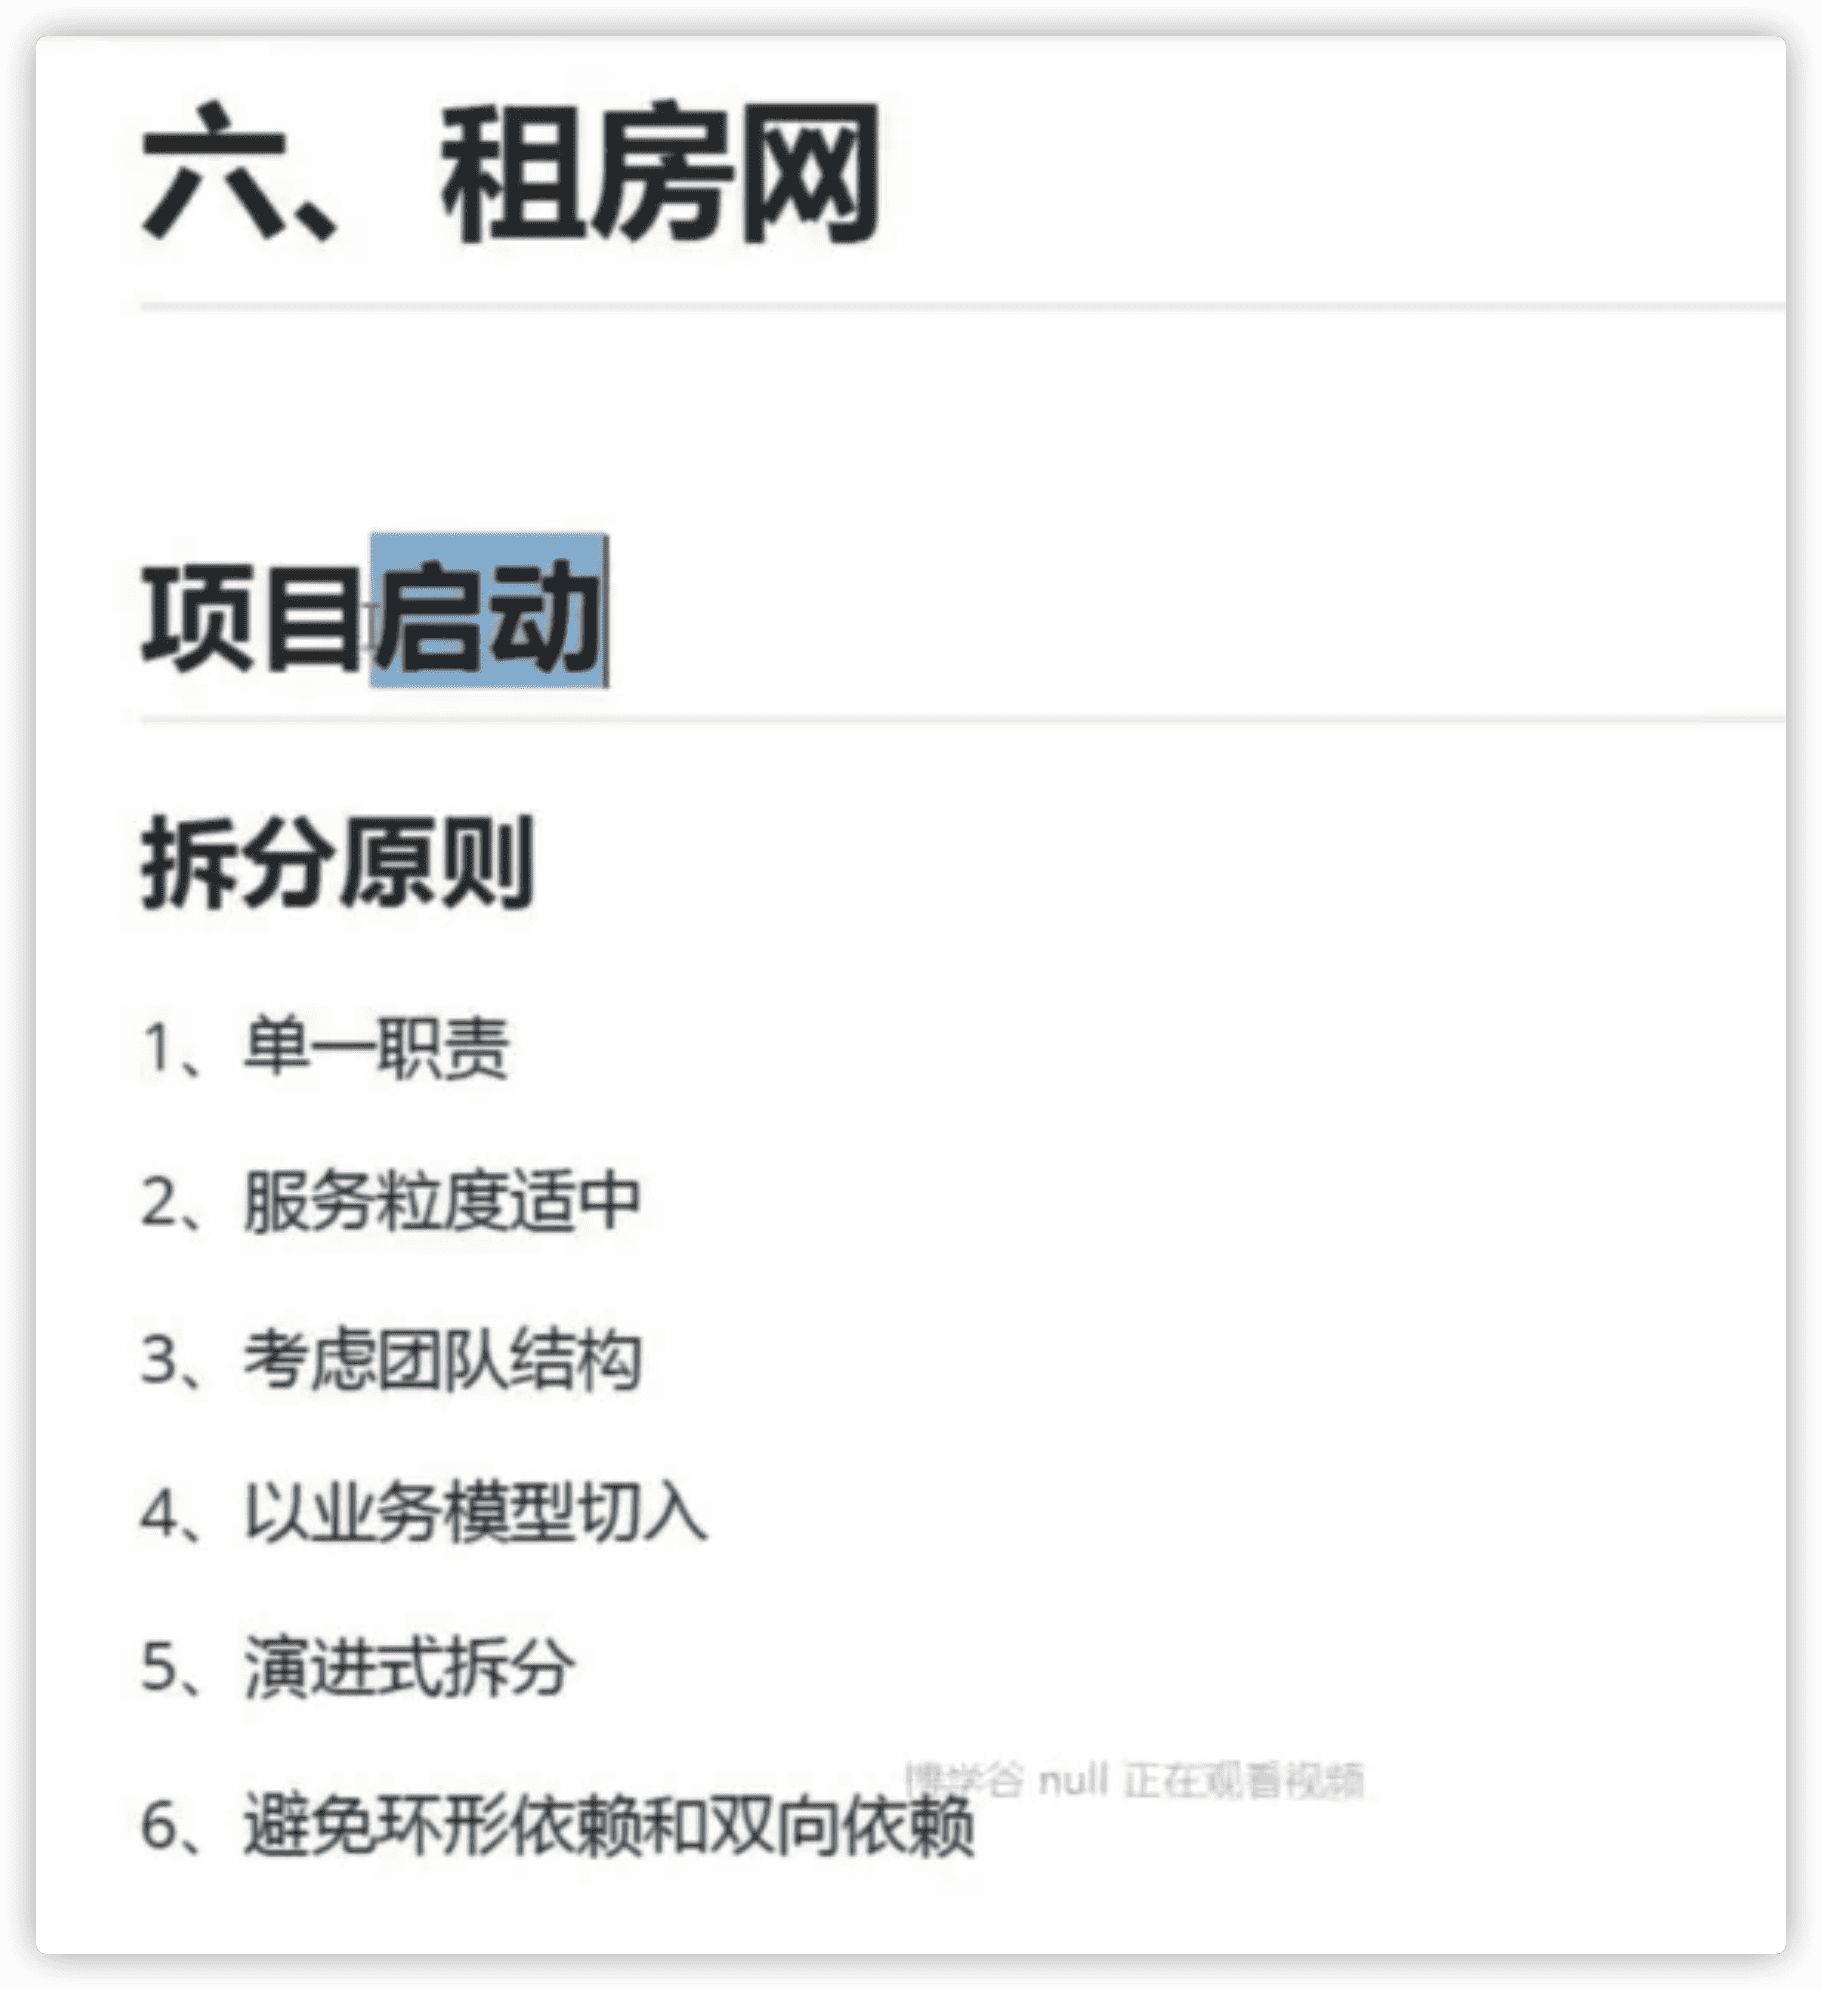 六、租房网
项目启动
拆分原则
1、单一职责
2、服务粒度适中
3、考虑团队结构
4、以业务模型切入
5、演进式拆分
博学谷 null 正在观看视频
6、避免环形依赖和双向依赖